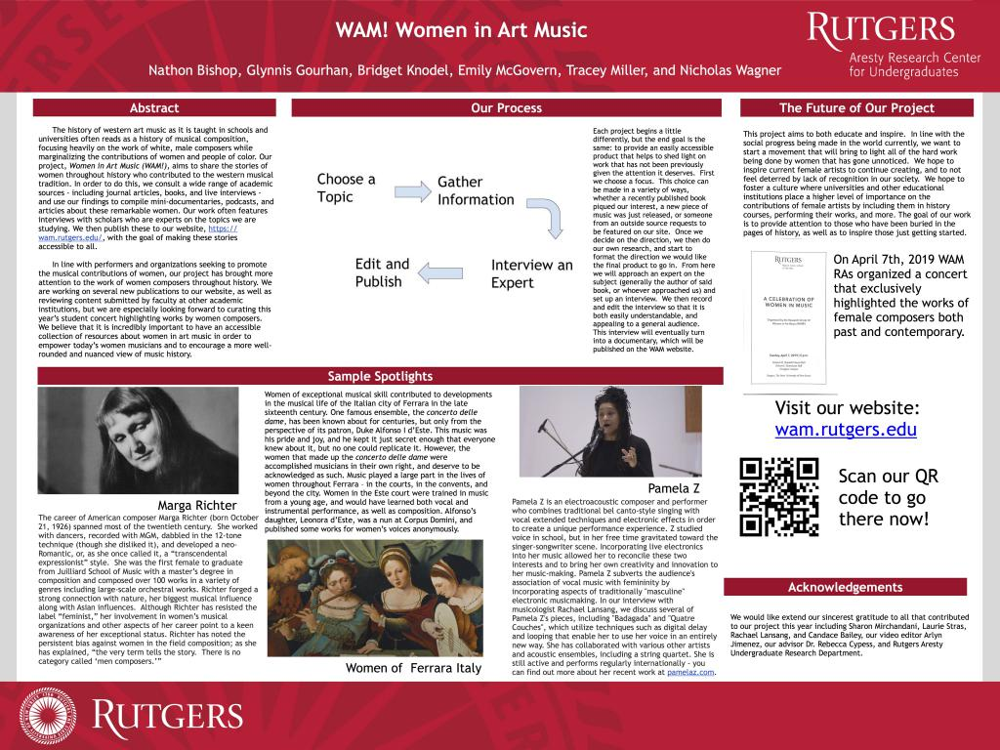 WAM! Women in Art Music
Nathon Bishop, Glynnis Gourhan, Bridget Knodel, Emily McGovern, Tracey Miller, and Nicholas Wagner
RUTGERS
Aresty Research Center
for Undergraduates
Abstract
The history of western art music as it is taught in schools and
universities often reads as a history of musical composition,
focusing heavily on the work of white, male composers while
marginalizing the contributions of women and people of color. Our
project, Women in Art Music (WAM!), aims to share the stories of
women throughout history who contributed to the western musical
tradition. In order to do this, we consult a wide range of academic
sources - including journal articles, books, and live interviews -
and use our findings to compile mini-documentaries, podcasts, and
articles about these remarkable women. Our work often features
interviews with scholars who are experts on the topics we are
studying. We then publish these to our website, https://
wam.rutgers.edu/, with the goal of making these stories
accessible to all.
In line with performers and organizations seeking to promote
the musical contributions of women, our project has brought more
attention to the work of women composers throughout history. We
are working on several new publications to our website, as well as
reviewing content submitted by faculty at other academic
institutions, but we are especially looking forward to curating this
year's student concert highlighting works by women composers.
We believe that it is incredibly important to have an accessible
collection of resources about women in art music in order to
empower today's women musicians and to encourage a more well-
rounded and nuanced view of music history.
Our Process
Choose a
Topic
Gather
Information
Interview an
Expert
Edit and
Publish
Each project begins a little
differently, but the end goal is the
same: to provide an easily accessible
product that helps to shed light on
work that has not been previously
given the attention it deserves. First
we choose a focus. This choice can
be made in a variety of ways,
whether a recently published book
piqued our interest, a new piece of
music was just released, or someone
from an outside source requests to
be featured on our site. Once we
decide on the direction, we then do
our own research, and start to
format the direction we would like
the final product to go in. From here
we will approach an expert on the
subject (generally the author of said
book, or whoever approached us) and
set up an interview. We then record
and edit the interview so that it is
both easily understandable, and
appealing to a general audience.
This interview will eventually turn
into a documentary, which will be
published on the WAM website.
Sample Spotlights
Marga Richter
The career of American composer Marga Richter (born October
21, 1926) spanned most of the twentieth century. She worked
with dancers, recorded with MGM, dabbled in the 12-tone
technique (though she disliked it), and developed a neo-
Romantic, or, as she once called it, a "transcendental
expressionist" style. She was the first female to graduate
from Juilliard School of Music with a master's degree in
composition and composed over 100 works in a variety of
genres including large-scale orchestral works. Richter forged a
strong connection with nature, her biggest musical influence
along with Asian influences. Although Richter has resisted the
label "feminist," her involvement in women's musical
organizations and other aspects of her career point to a keen
awareness of her exceptional status. Richter has noted the
persistent bias against women in the field composition; as she
has explained, "the very term tells the story. There is no
category called 'men composers.'"
Women of exceptional musical skill contributed to developments
in the musical life of the Italian city of Ferrara in the late
sixteenth century. One famous ensemble, the concerto delle
dame, has been known about for centuries, but only from the
perspective of its patron, Duke Alfonso I d'Este. This music was
his pride and joy, and he kept it just secret enough that everyone
knew about it, but no one could replicate it. However, the
women that made up the concerto delle dame were
accomplished musicians in their own right, and deserve to be
acknowledged as such. Music played a large part in the lives of
women throughout Ferrara - in the courts, in the convents, and
beyond the city. Women in the Este court were trained in music
from a young age, and would have learned both vocal and
instrumental performance, as well as composition. Alfonso's
daughter, Leonora d'Este, was a nun at Corpus Domini, and
published some works for women's voices anonymously.
Women of Ferrara Italy
Pamela Z
Pamela Z is an electroacoustic composer and performer
who combines traditional bel canto-style singing with
vocal extended techniques and electronic effects in order
to create a unique performance experience. Z studied
voice in school, but in her free time gravitated toward the
singer-songwriter scene. Incorporating live electronics
into her music allowed her to reconcile these two
interests and to bring her own creativity and innovation to
her music-making. Pamela Z subverts the audience's
association of vocal music with femininity by
incorporating aspects of traditionally "masculine"
electronic musicmaking. In our interview with
musicologist Rachael Lansang, we discuss several of
Pamela Z's pieces, including "Badagada" and "Quatre
Couches", which utilize techniques such as digital delay
and looping that enable her to use her voice in an entirely
new way. She has collaborated with various other artists
and acoustic ensembles, including a string quartet. She is
still active and performs regularly internationally - you
can find out more about her recent work at pamelaz.com.
The Future of Our Project
This project aims to both educate and inspire. In line with the
social progress being made in the world currently, we want to
start a movement that will bring to light all of the hard work
being done by women that has gone unnoticed. We hope to
inspire current female artists to continue creating, and to not
feel deterred by lack of recognition in our society. We hope to
foster a culture where universities and other educational
institutions place a higher level of importance on the
contributions of female artists by including them in history
courses, performing their works, and more. The goal of our work
is to provide attention to those who have been buried in the
pages of history, as well as to inspire those just getting started.
RUTGERS
A CELEBRATION OF
WOMEN IN MUSIC
On April 7th, 2019 WAM
RAs organized a concert
that exclusively
highlighted the works of
female composers both
past and contemporary.
Visit our website:
wam.rutgers.edu
Scan our QR
code to go
there now!
Acknowledgements
We would like extend our sincerest gratitude to all that contributed
to our project this year including Sharon Mirchandani, Laurie Stras,
Rachael Lansang, and Candace Bailey, our video editor Arlyn
Jimenez, our advisor Dr. Rebecca Cypess, and Rutgers Aresty
Undergraduate Research Department.
RUTGERS